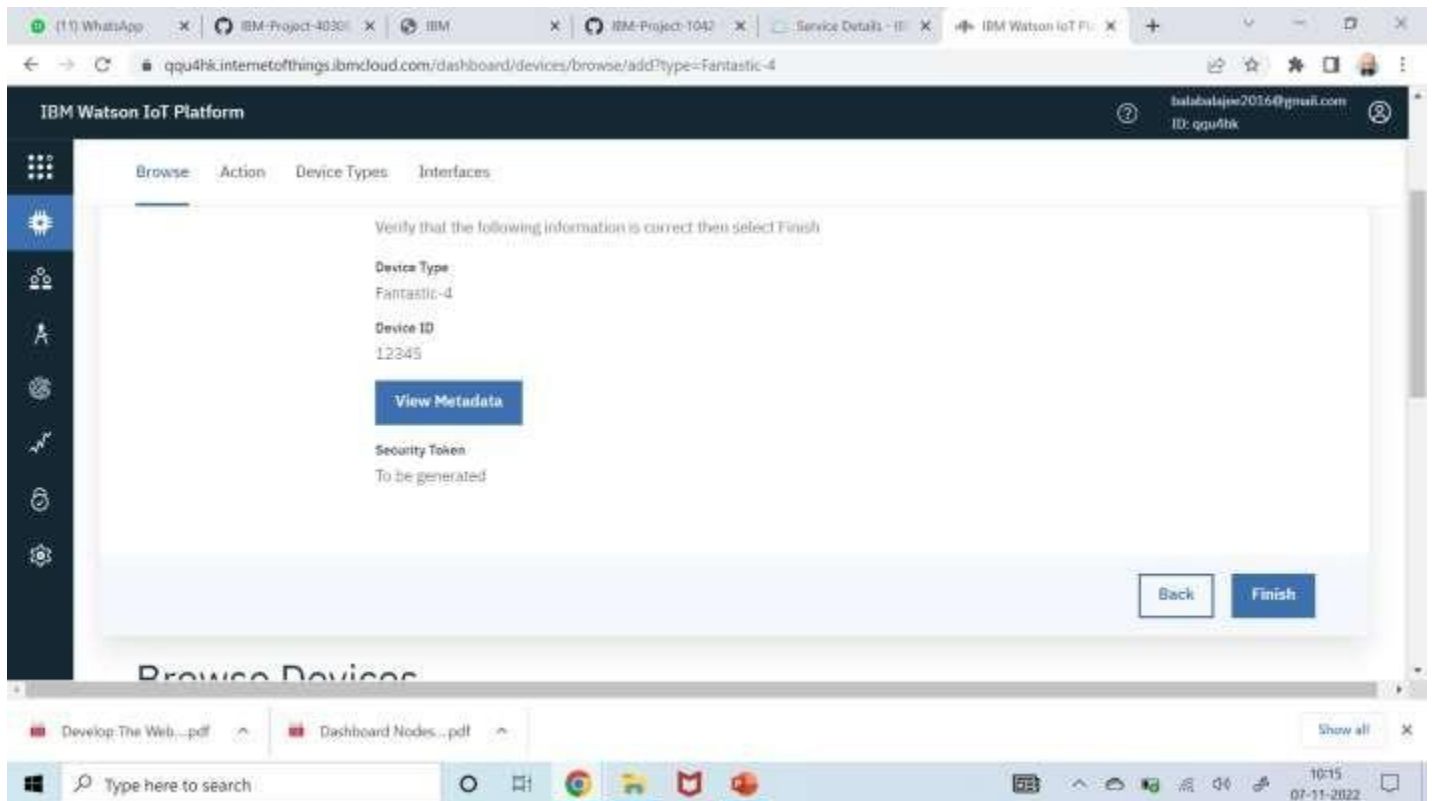 (11) WhatsApp
IBM-Project-4030
IBM
IBM-Project-1042
Service Details - IB
IBM Watson IoT Pl
qqu4hk.internetofthings.ibmcloud.com/dashboard/devices/browse/add?type=Fantastic-4
IBM Watson IoT Platform
balabalajee2016@gmail.com
ID: qqu4hk
Browse Action Device Types Interfaces
Verify that the following information is correct then select Finish
Device Type
Fantastic-4
Device ID
12345
View Metadata
Security Token
To be generated
Back Finish
Browse Devices
Develop The Web....pdf
Dashboard Nodes....pdf
Show all
Type here to search
10:15
07-11-2022